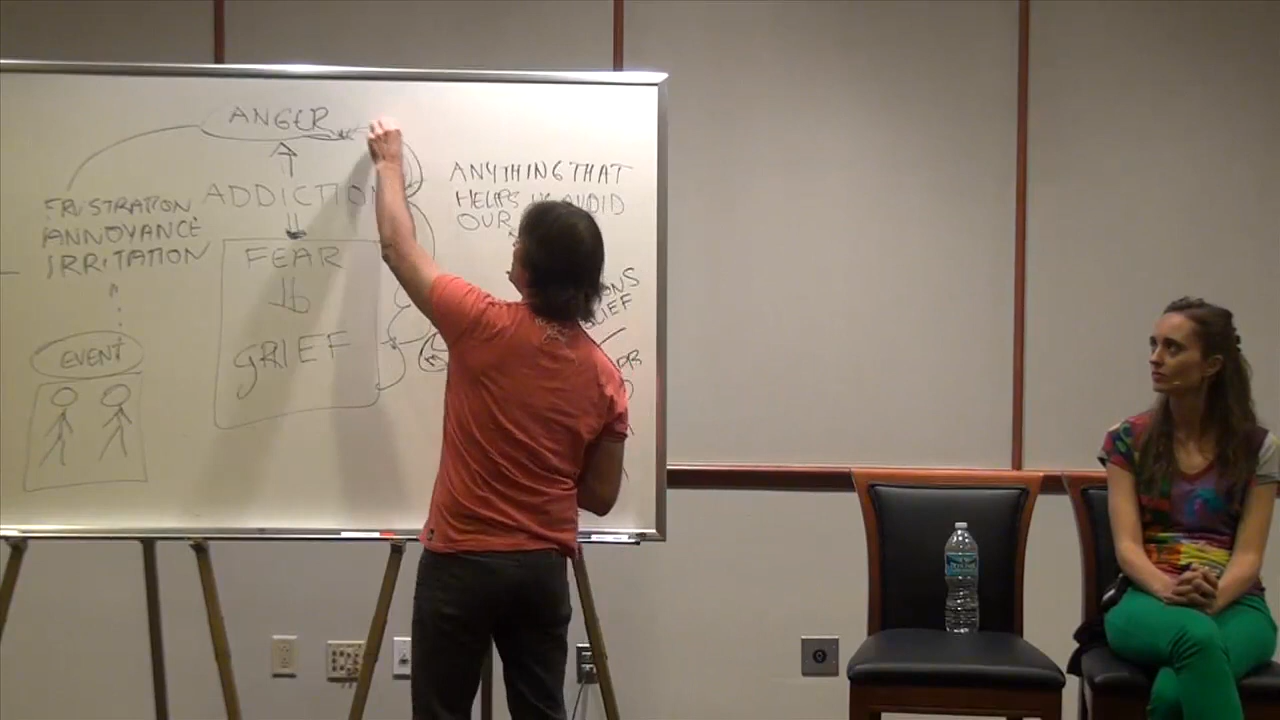 ANGER
ADDICTION
FEAR
GRIEF
FRUSTRATION
ANNOYANCE
IRRITATION
EVENT
ANYTHING THAT
HELPS US AVOID
OUR